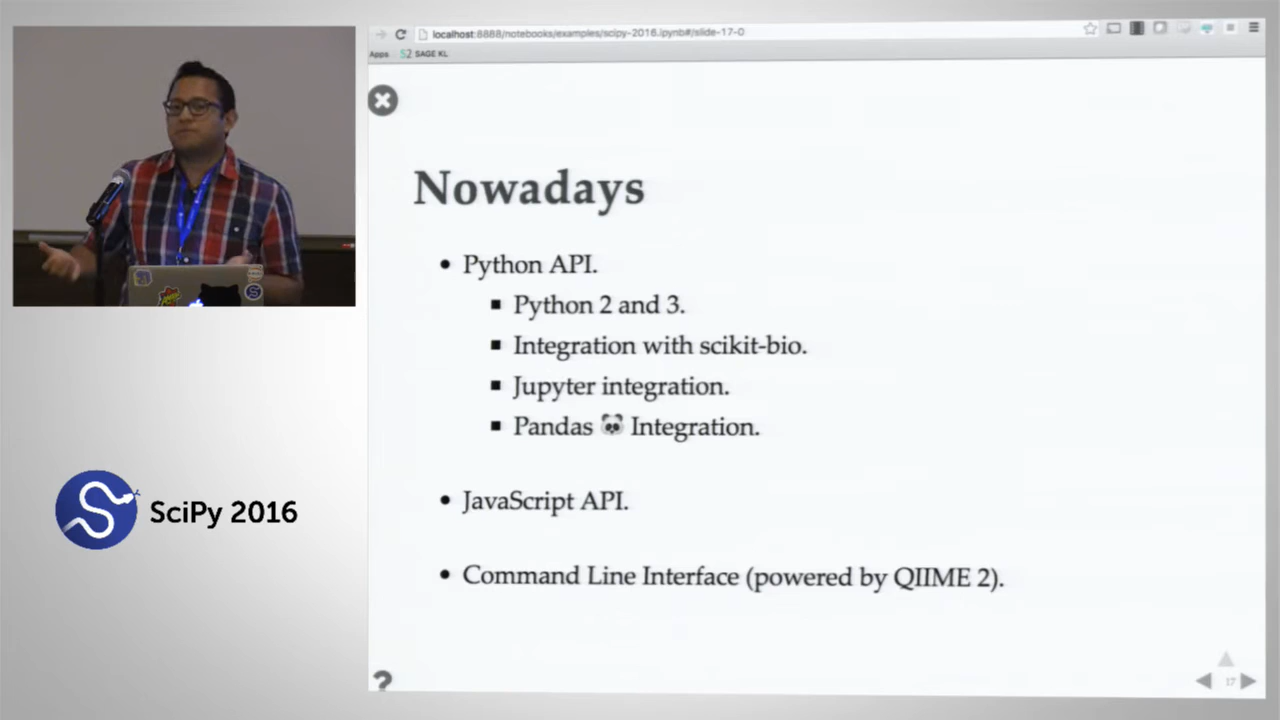 localhost:8888/notebooks/examples/scipy-2016.ipynb#/slide-17-0
Apps SAGE KL
Nowadays
• Python API.
▪ Python 2 and 3.
▪ Integration with scikit-bio.
▪ Jupyter integration.
▪ Pandas 🐼 Integration.
• JavaScript API.
• Command Line Interface (powered by QIIME 2).
SciPy 2016
?
17